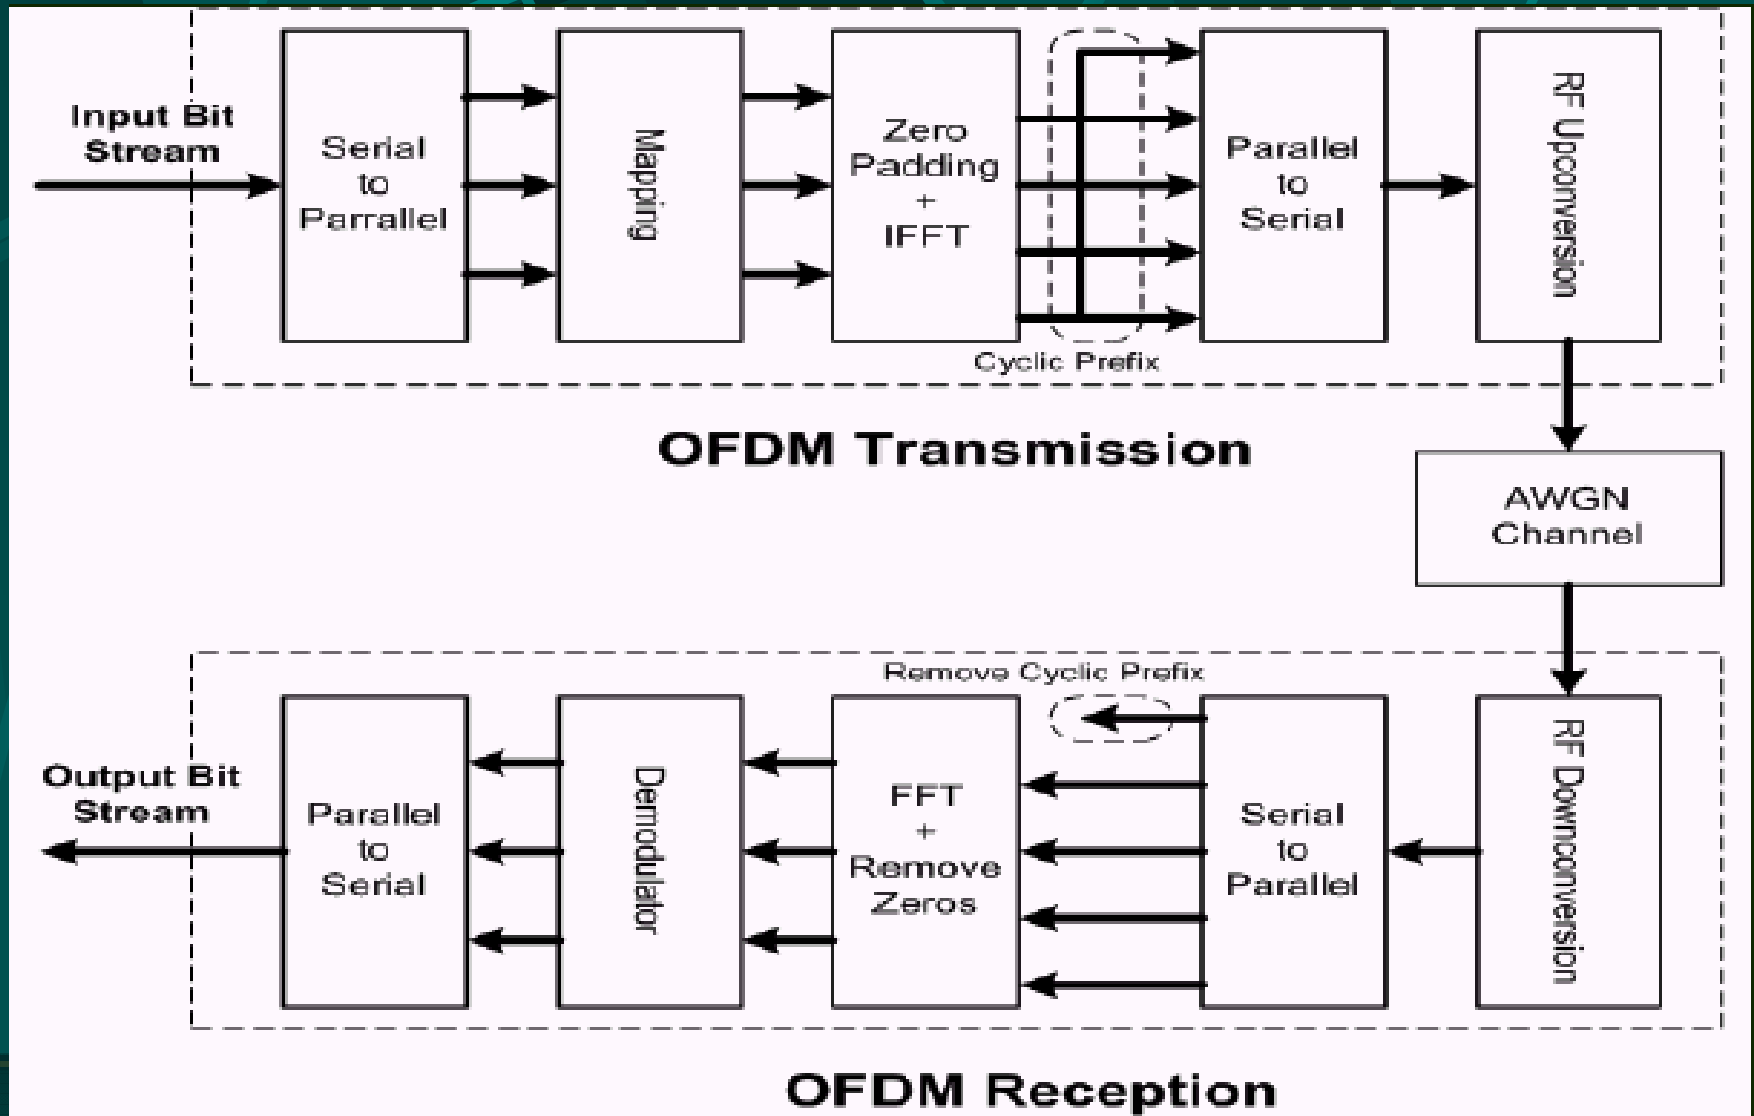 Input Bit
Stream
Serial
to
Parrallel
Mapping
Zero
Padding
+
IFFT
Cyclic Prefix
Parallel
to
Serial
RF Upconversion
OFDM Transmission
AWGN
Channel
Remove Cyclic Prefix
RF Downconversion
Serial
to
Parallel
FFT
+
Remove
Zeros
Demodulator
Parallel
to
Serial
Output Bit
Stream
OFDM Reception